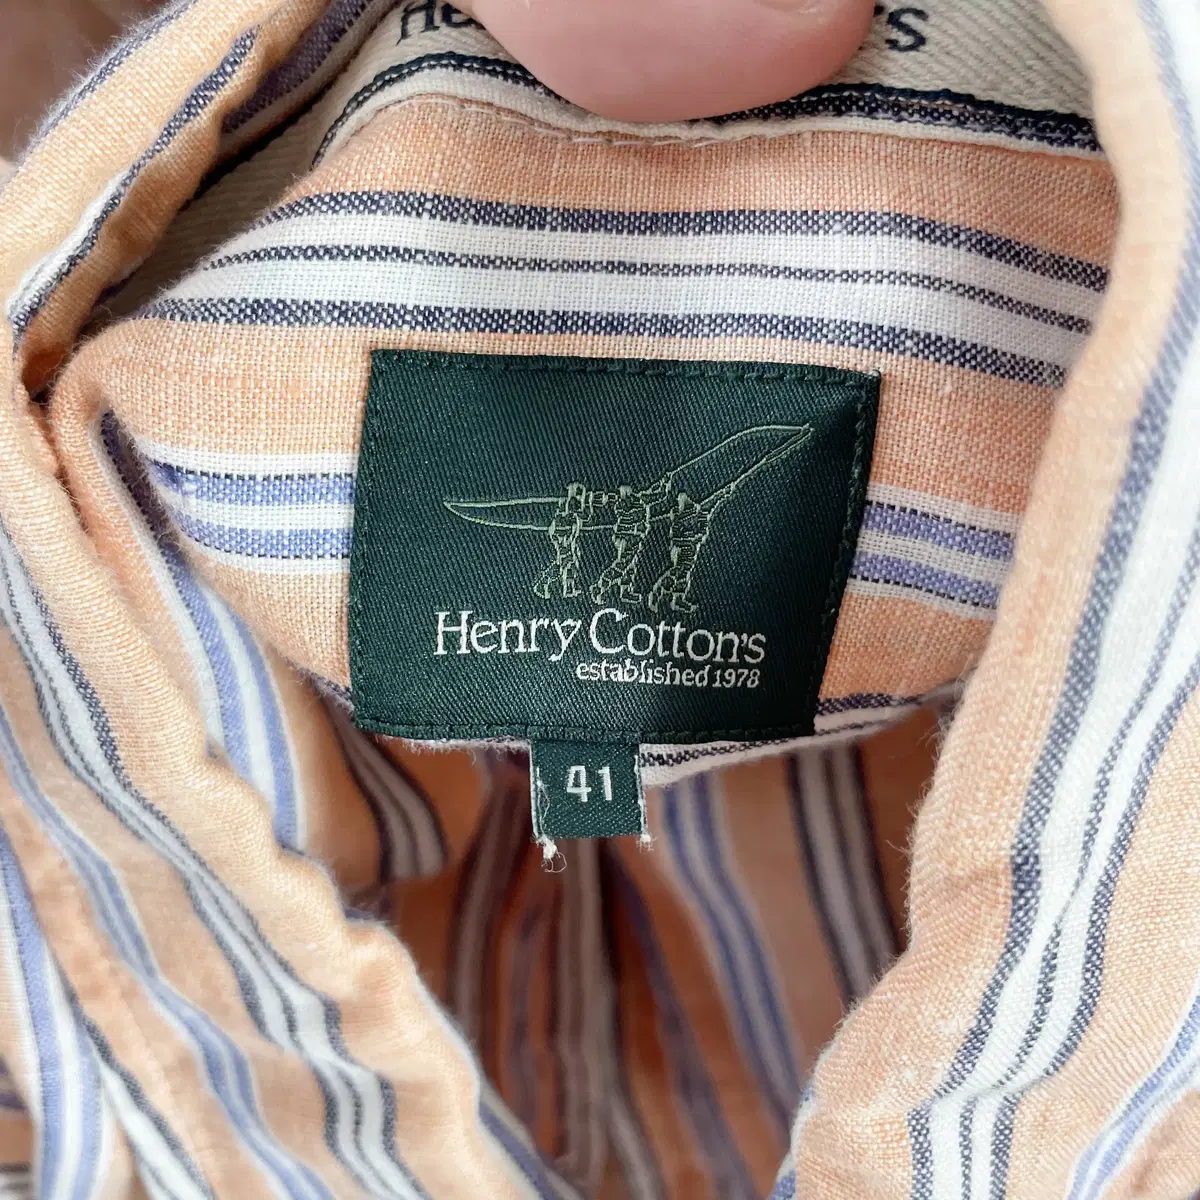 Henry Cotton's
established 1978
41